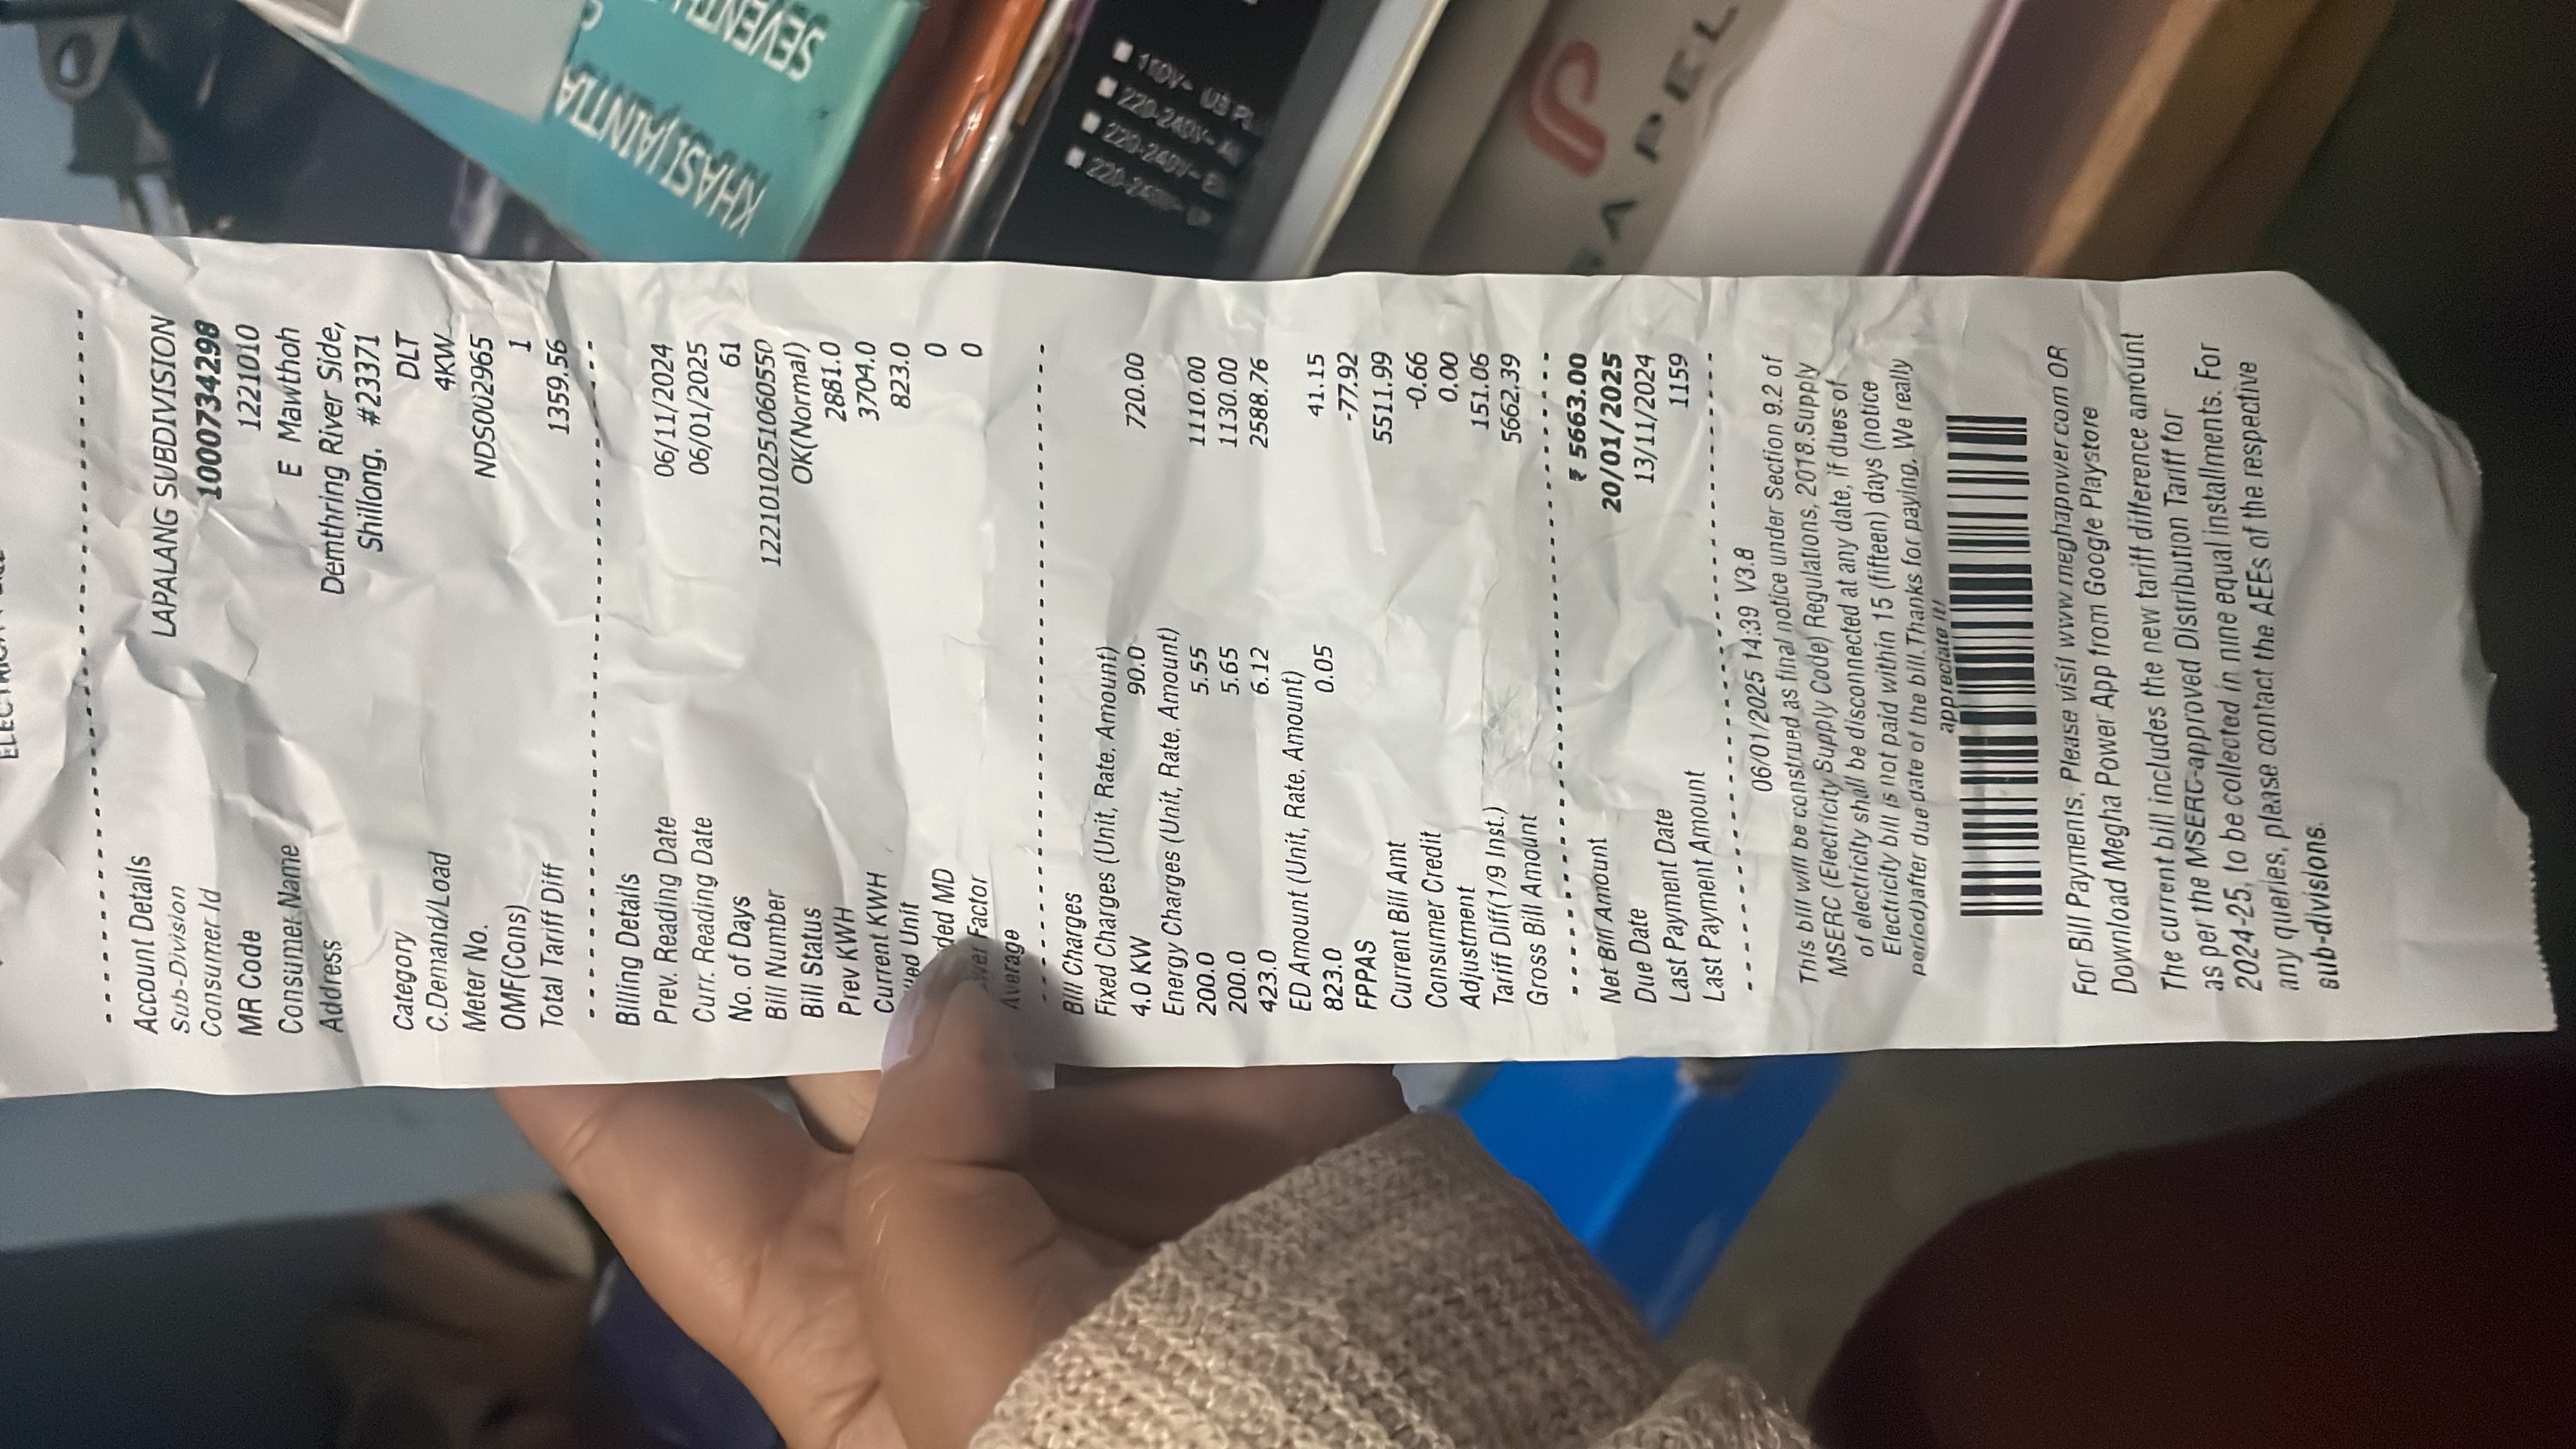 Account Details
Sub-Division LAPALANG SUBDIVISION
Consumer Id 1000734298
MR Code 1221010
Consumer Name E Mawthoh
Address Demthring River Side,
Shillong, #23371
Category DLT
C.Demand/Load 4KW
Meter No. NDS002965
OMF(Cons) 1
Total Tariff Diff 1359.56
Billing Details
Prev. Reading Date 06/11/2024
Curr. Reading Date 06/01/2025
No. of Days 61
Bill Number 1221010251060550
Bill Status OK(Normal)
Prev KWH 2881.0
Current KWH 3704.0
Unit 823.0
MD 0
Factor 0
Average
Bill Charges
Fixed Charges (Unit, Rate, Amount)
4.0 KW 90.0 720.00
Energy Charges (Unit, Rate, Amount)
200.0 5.55 1110.00
200.0 5.65 1130.00
423.0 6.12 2588.76
ED Amount (Unit, Rate, Amount)
823.0 0.05 41.15
FPPAS -77.92
Current Bill Amt 5511.99
Consumer Credit -0.66
Adjustment 0.00
Tariff Diff(1/9 Inst.) 151.06
Gross Bill Amount 5662.39
Net Bill Amount ₹ 5663.00
Due Date 20/01/2025
Last Payment Date 13/11/2024
Last Payment Amount 1159
06/01/2025 14:39 V3.8
This bill will be construed as final notice under Section 9.2 of
MSERC (Electricity Supply Code) Regulations, 2018.Supply
of electricity shall be disconnected at any date, if dues of
Electricity bill is not paid within 15 (fifteen) days (notice
period)after due date of the bill.Thanks for paying. We really
appreciate it!
For Bill Payments, Please visit www.meghapower.com OR
Download Megha Power App from Google Playstore
The current bill includes the new tariff difference amount
as per the MSERC-approved Distribution Tariff for
2024-25, to be collected in nine equal installments. For
any queries, please contact the AEEs of the respective
sub-divisions.
KHASI JAINTIA
SEVENTH
110V~ US
220-240V~
220-240V~
220-240V~